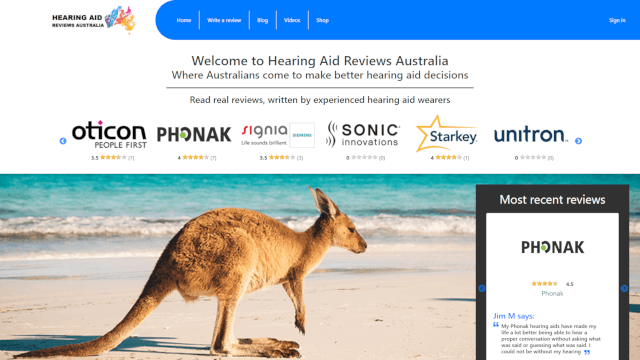 HEARING AID
REVIEWS AUSTRALIA
Home
Write a review
Blog
Videos
Shop
Sign in
Welcome to Hearing Aid Reviews Australia
Where Australians come to make better hearing aid decisions
Read real reviews, written by experienced hearing aid wearers
oticon
PEOPLE FIRST
PHONAK
signia
Life sounds brilliant.
SIEMENS
SONIC
innovations
Starkey.
unitron™
3.5 (7)
4 (7)
3.5 (3)
0 (0)
4 (1)
0 (0)
Most recent reviews
PHONAK
4.5
Phonak
Jim M says:
“ My Phonak hearing aids have made my
life a lot better being able to hear a
proper conversation without asking what
was said or guessing what was said. I
could not be without my hearing ”